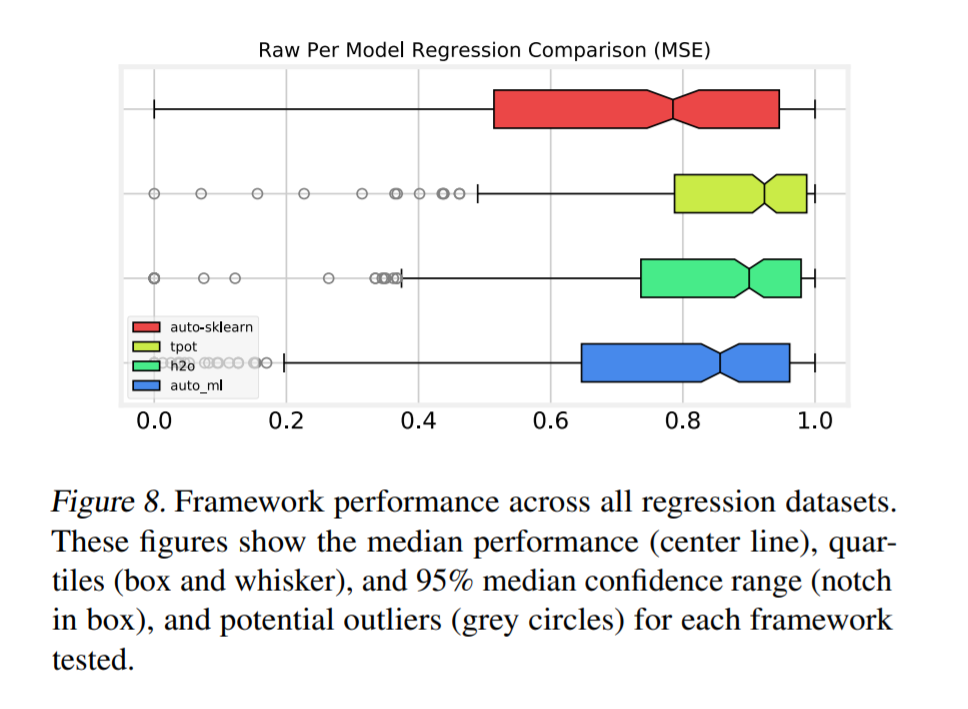 Raw Per Model Regression Comparison (MSE)
auto-sklearn
tpot
h2o
auto_ml
0.0 0.2 0.4 0.6 0.8 1.0
Figure 8. Framework performance across all regression datasets.
These figures show the median performance (center line), quar-
tiles (box and whisker), and 95% median confidence range (notch
in box), and potential outliers (grey circles) for each framework
tested.